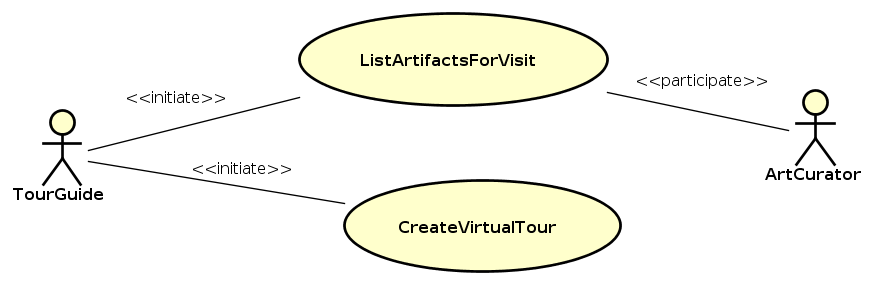 ListArtifactsForVisit
<<participate>>
<<initiate>>
<<initiate>>
ArtCurator
TourGuide
CreateVirtualTour